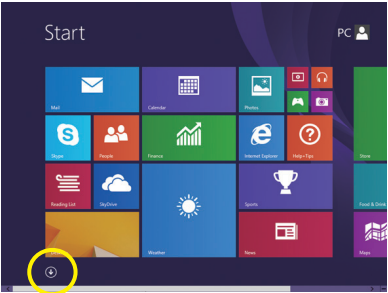 Start
PC
Mail
Calendar
Photos
Skype
People
Finance
Internet Explorer
Help+Tips
Store
Reading List
SkyDrive
Weather
Sports
Food & Drink
News
Maps